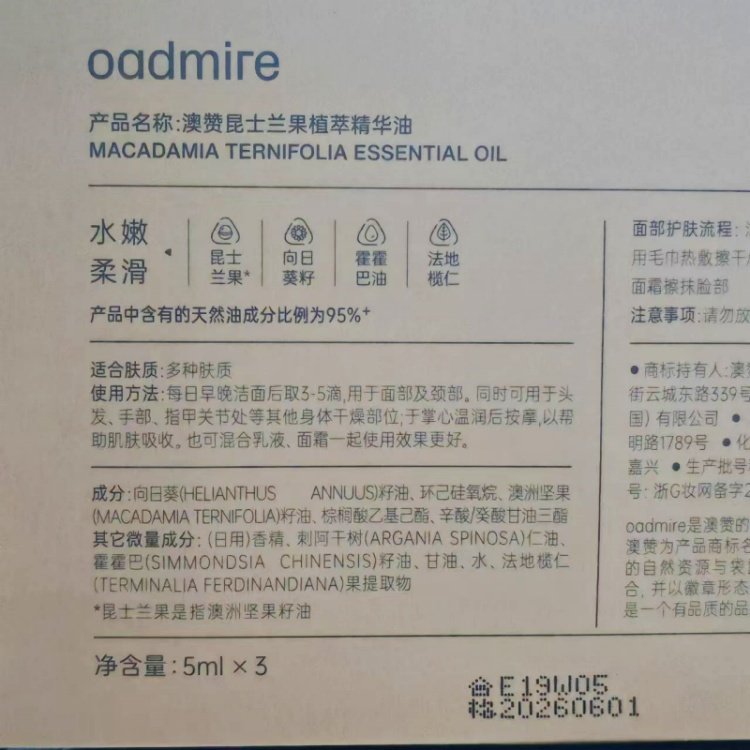 oadmire
产品名称:澳赞昆士兰果植萃精华油
MACADAMIA TERNIFOLIA ESSENTIAL OIL
水嫩
柔滑
昆士
兰果*
向日
葵籽
霍霍
巴油
法地
榄仁
产品中含有的天然油成分比例为95%+
适合肤质:多种肤质
使用方法:每日早晚洁面后取3-5滴,用于面部及颈部。同时可用于头
发、手部、指甲关节处等其他身体干燥部位;于掌心温润后按摩,以帮
助肌肤吸收。也可混合乳液、面霜一起使用效果更好。
成分:向日葵(HELIANTHUS ANNUUS)籽油、环己硅氧烷、澳洲坚果
(MACADAMIA TERNIFOLIA)籽油、棕榈酸乙基己酯、辛酸/癸酸甘油三酯
其它微量成分: (日用)香精、刺阿干树(ARGANIA SPINOSA)仁油、
霍霍巴(SIMMONDSIA CHINENSIS)籽油、甘油、水、法地榄仁
(TERMINALIA FERDINANDIANA)果提取物
*昆士兰果是指澳洲坚果籽油
净含量:5ml × 3
面部护肤流程:
用毛巾热敷擦干
面霜擦抹脸部
注意事项:请勿放
●商标持有人:澳
街云城东路339号
国) 有限公司 ●
明路1789号 ●化
嘉兴 ●生产批号
号: 浙G妆网备字2
oadmire是澳赞的
澳赞为产品商标名
的自然资源与袋
合, 并以徽章形态
是一个有品质的品
合 E19W05
格 20260601